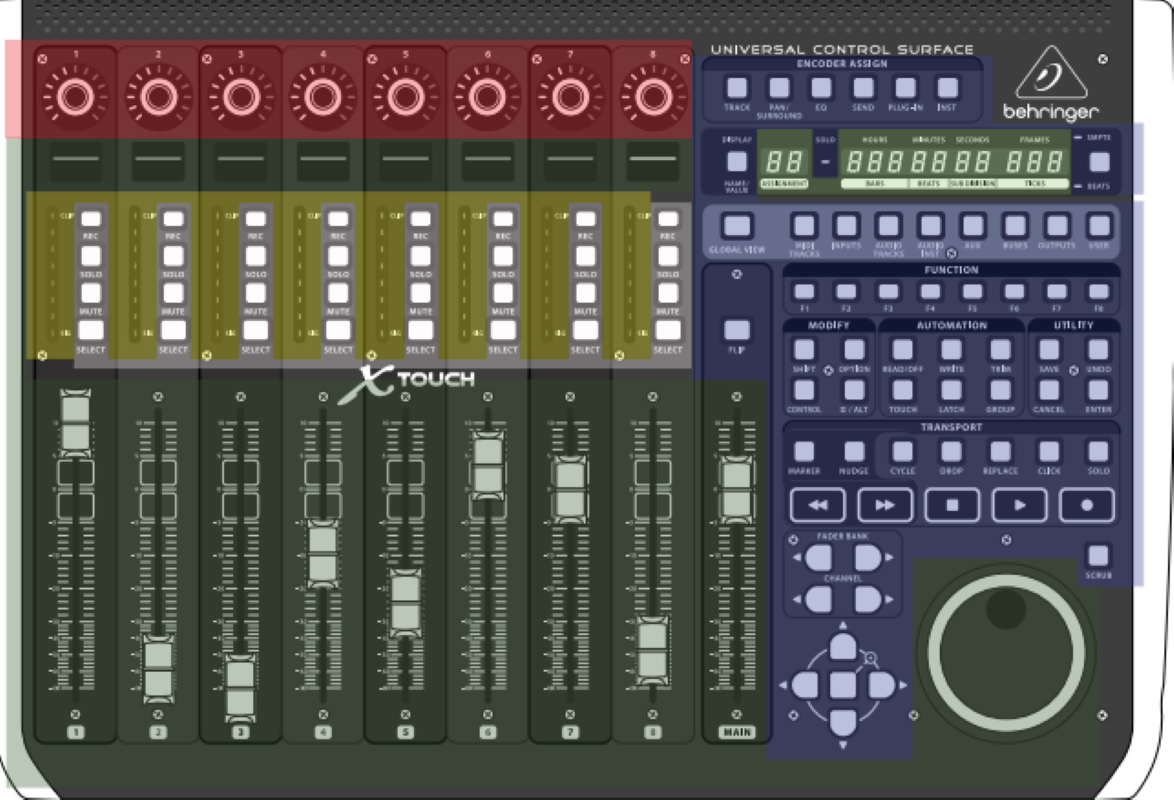 1 2 3 4 5 6 7 8
UNIVERSAL CONTROL SURFACE
behringer
ENCODER ASSIGN
TRACK PAN/ SURROUND EQ SEND PLUG-IN INST
DISPLAY SOLO HOURS MINUTES SECONDS FRAMES SMPTE
88 888 88 88 888
NAME/ VALUE ASSIGNMENT BARS BEATS SUB DIVISION TICKS BEATS
CLIP CLIP CLIP CLIP CLIP CLIP CLIP CLIP
REC REC REC REC REC REC REC REC
SOLO SOLO SOLO SOLO SOLO SOLO SOLO SOLO
MUTE MUTE MUTE MUTE MUTE MUTE MUTE MUTE
SIG SIG SIG SIG SIG SIG SIG SIG
SELECT SELECT SELECT SELECT SELECT SELECT SELECT SELECT
GLOBAL VIEW MIDI TRACKS INPUTS AUDIO TRACKS AUDIO INST AUX BUSES OUTPUTS USER
FUNCTION
F1 F2 F3 F4 F5 F6 F7 F8
FLIP
MODIFY AUTOMATION UTILITY
SHIFT OPTION READ/OFF WRITE TRIM SAVE UNDO
CONTROL / ALT TOUCH LATCH GROUP CANCEL ENTER
X TOUCH
TRANSPORT
MARKER NUDGE CYCLE DROP REPLACE CLICK SOLO
FADER BANK
CHANNEL
SCRUB
1 2 3 4 5 6 7 8 MAIN